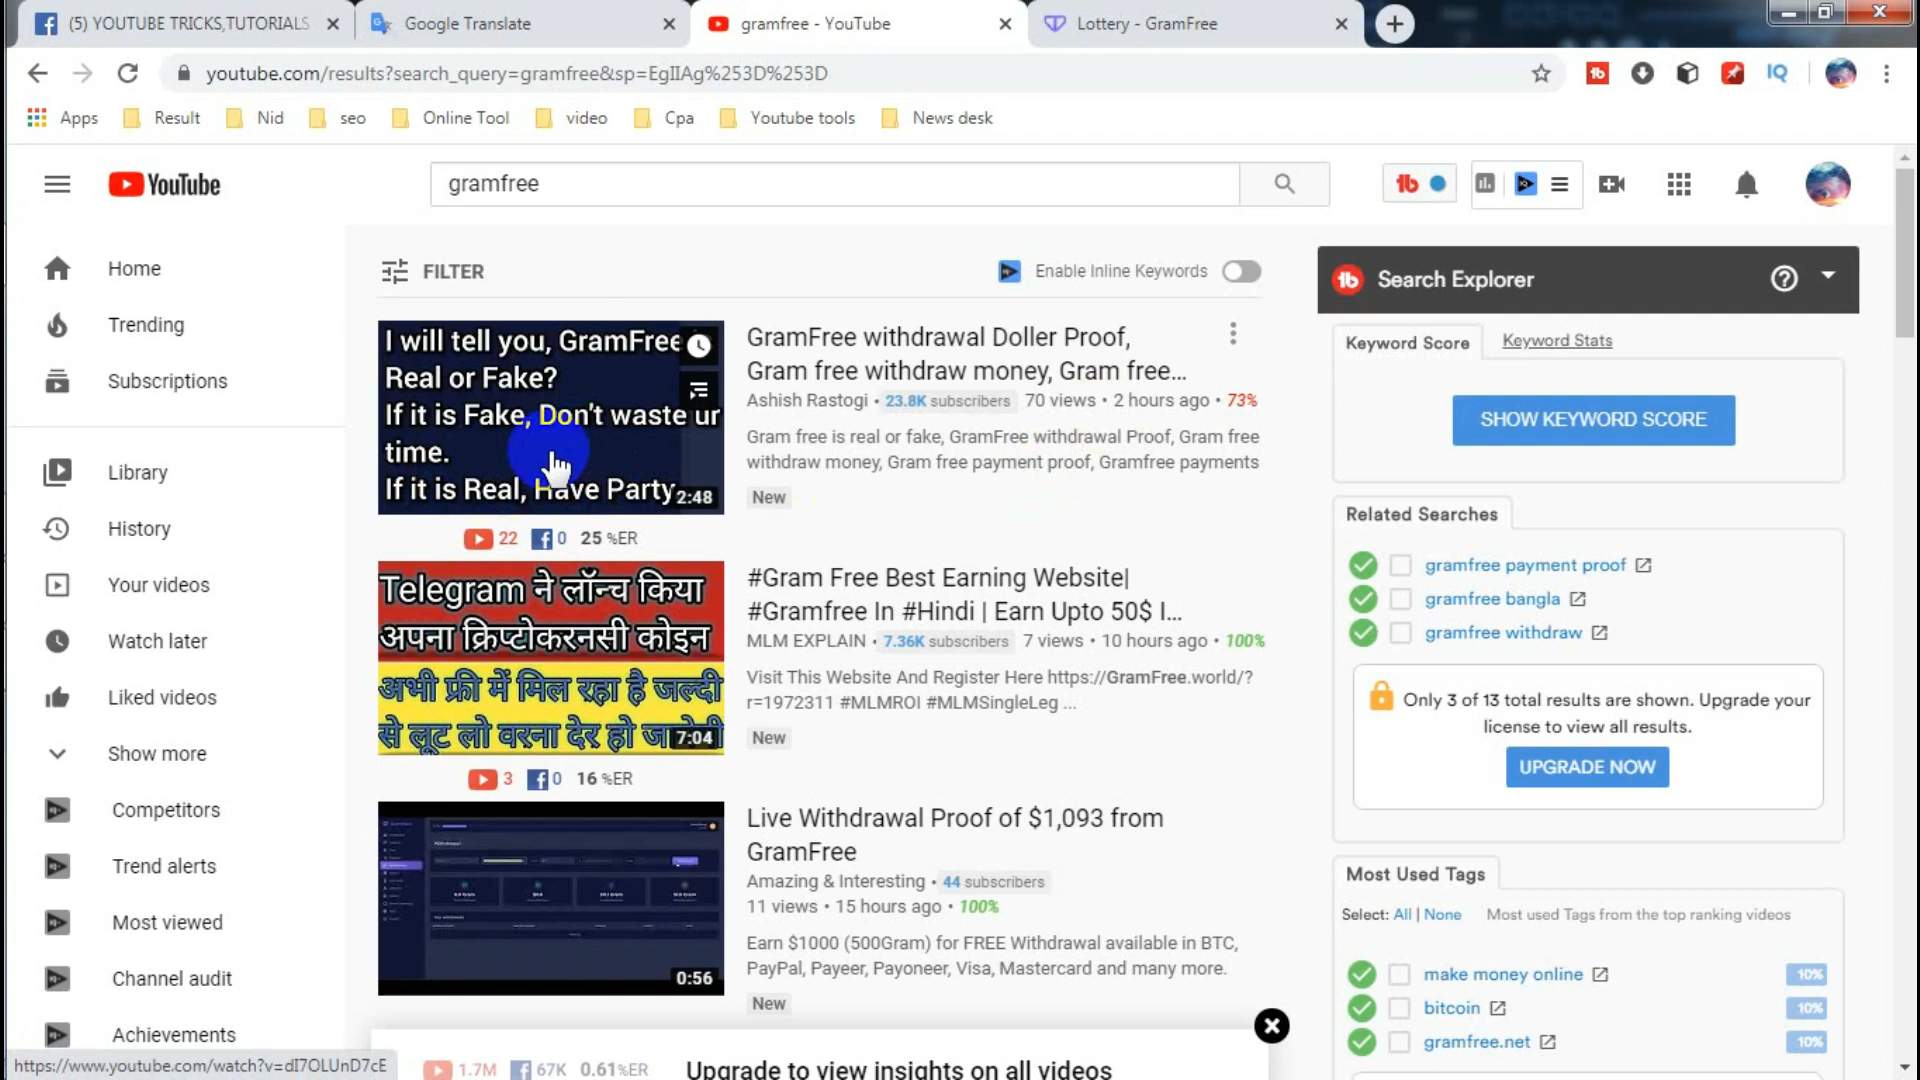 (5) YOUTUBE TRICKS,TUTORIALS
Google Translate
gramfree - YouTube
Lottery - GramFree
youtube.com/results?search_query=gramfree&sp=EgIIAg%253D%253D
Apps
Result
Nid
seo
Online Tool
video
Cpa
Youtube tools
News desk
YouTube
gramfree
Home
Trending
Subscriptions
Library
History
Your videos
Watch later
Liked videos
Show more
Competitors
Trend alerts
Most viewed
Channel audit
Achievements
https://www.youtube.com/watch?v=dI7OLUnD7cE
FILTER
Enable Inline Keywords
I will tell you, GramFree
Real or Fake?
If it is Fake, Don't waste ur
time.
If it is Real, Have Party
2:48
22 0 25 %ER
GramFree withdrawal Doller Proof,
Gram free withdraw money, Gram free...
Ashish Rastogi • 23.8K subscribers 70 views • 2 hours ago • 73%
Gram free is real or fake, GramFree withdrawal Proof, Gram free
withdraw money, Gram free payment proof, Gramfree payments
New
Telegram ने लॉन्च किया
अपना क्रिप्टोकरनसी कोइन
अभी फ्री में मिल रहा है जल्दी
से लूट लो वरना देर हो
7:04
3 0 16 %ER
#Gram Free Best Earning Website|
#Gramfree In #Hindi | Earn Upto 50$ I...
MLM EXPLAIN • 7.36K subscribers 7 views • 10 hours ago • 100%
Visit This Website And Register Here https://GramFree.world/?
r=1972311 #MLMROI #MLMSingleLeg ...
New
0:56
Live Withdrawal Proof of $1,093 from
GramFree
Amazing & Interesting • 44 subscribers
11 views • 15 hours ago • 100%
Earn $1000 (500Gram) for FREE Withdrawal available in BTC,
PayPal, Payeer, Payoneer, Visa, Mastercard and many more.
New
1.7M 67K 0.61%ER
Upgrade to view insights on all videos
Search Explorer
Keyword Score
Keyword Stats
SHOW KEYWORD SCORE
Related Searches
gramfree payment proof
gramfree bangla
gramfree withdraw
Only 3 of 13 total results are shown. Upgrade your
license to view all results.
UPGRADE NOW
Most Used Tags
Select: All | None Most used Tags from the top ranking videos
make money online 10%
bitcoin 10%
gramfree.net 10%